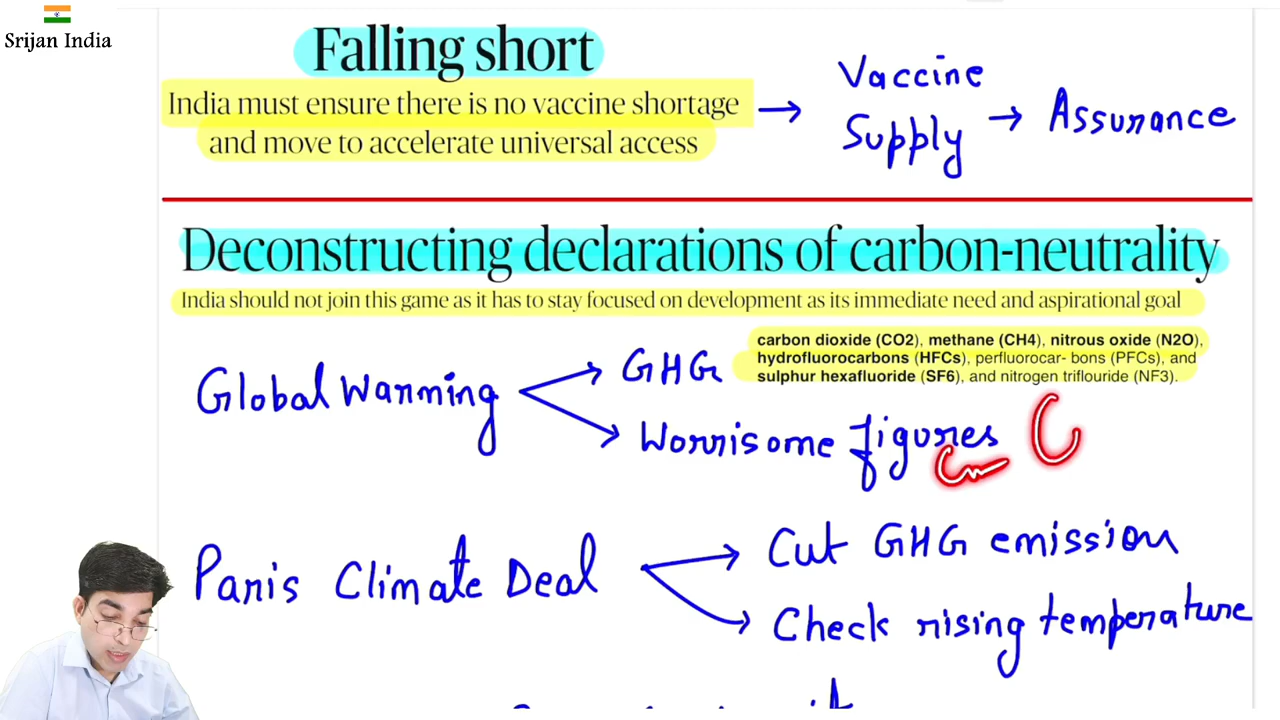 Srijan India
Falling short
India must ensure there is no vaccine shortage
and move to accelerate universal access
Vaccine
Supply
Assurance
Deconstructing declarations of carbon-neutrality
India should not join this game as it has to stay focused on development as its immediate need and aspirational goal
Global Warming
GHG
carbon dioxide (CO2), methane (CH4), nitrous oxide (N2O),
hydrofluorocarbons (HFCs), perfluorocar- bons (PFCs), and
sulphur hexafluoride (SF6), and nitrogen triflouride (NF3).
Worrisome figures
Paris Climate Deal
Cut GHG emission
Check rising temperature